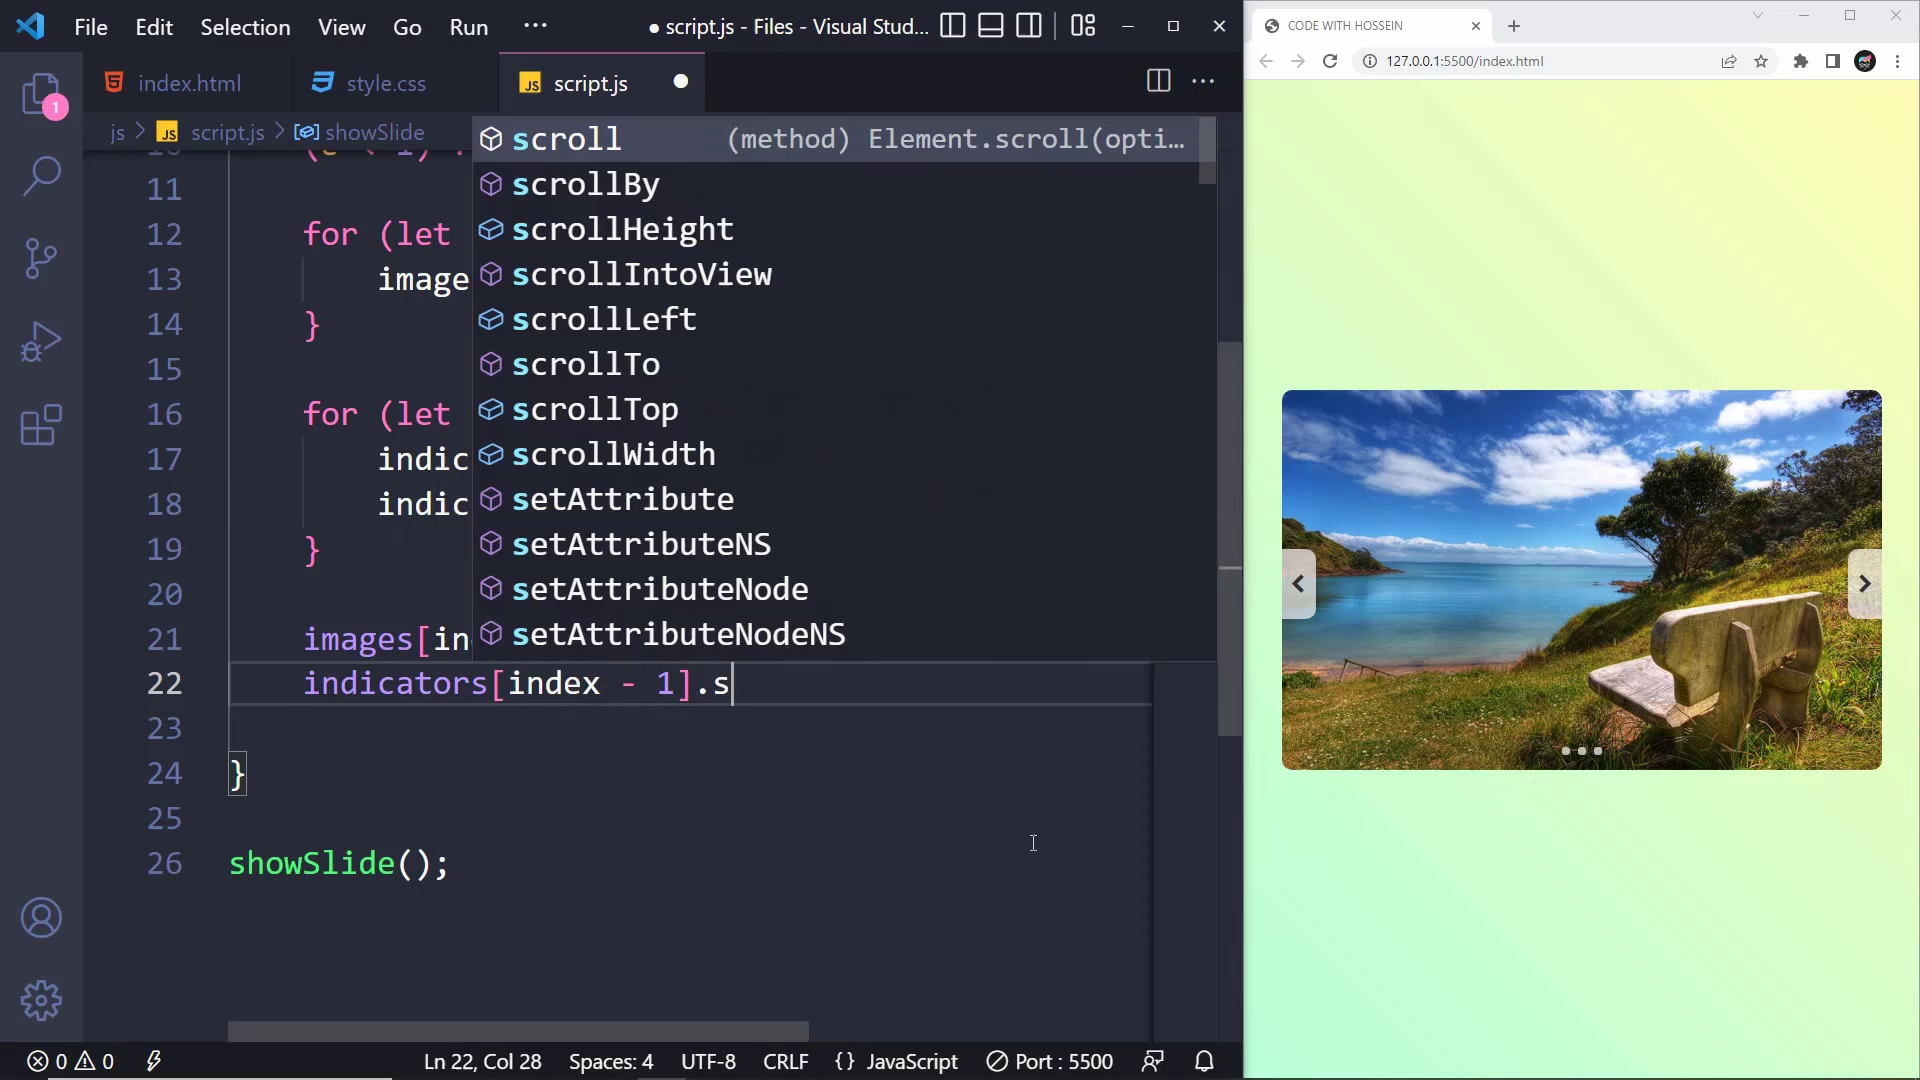 File Edit Selection View Go Run ··· ● script.js - Files - Visual Stud...
index.html style.css JS script.js ●
js > JS script.js > showSlide
11
12 for (let
13 image
14 }
15
16 for (let
17 indic
18 indic
19 }
20
21 images[in
22 indicators[index - 1].s
23
24 }
25
26 showSlide();
scroll (method) Element.scroll(opti...
scrollBy
scrollHeight
scrollIntoView
scrollLeft
scrollTo
scrollTop
scrollWidth
setAttribute
setAttributeNS
setAttributeNode
setAttributeNodeNS
1
0 0 Ln 22, Col 28 Spaces: 4 UTF-8 CRLF {} JavaScript Port : 5500
CODE WITH HOSSEIN
127.0.0.1:5500/index.html